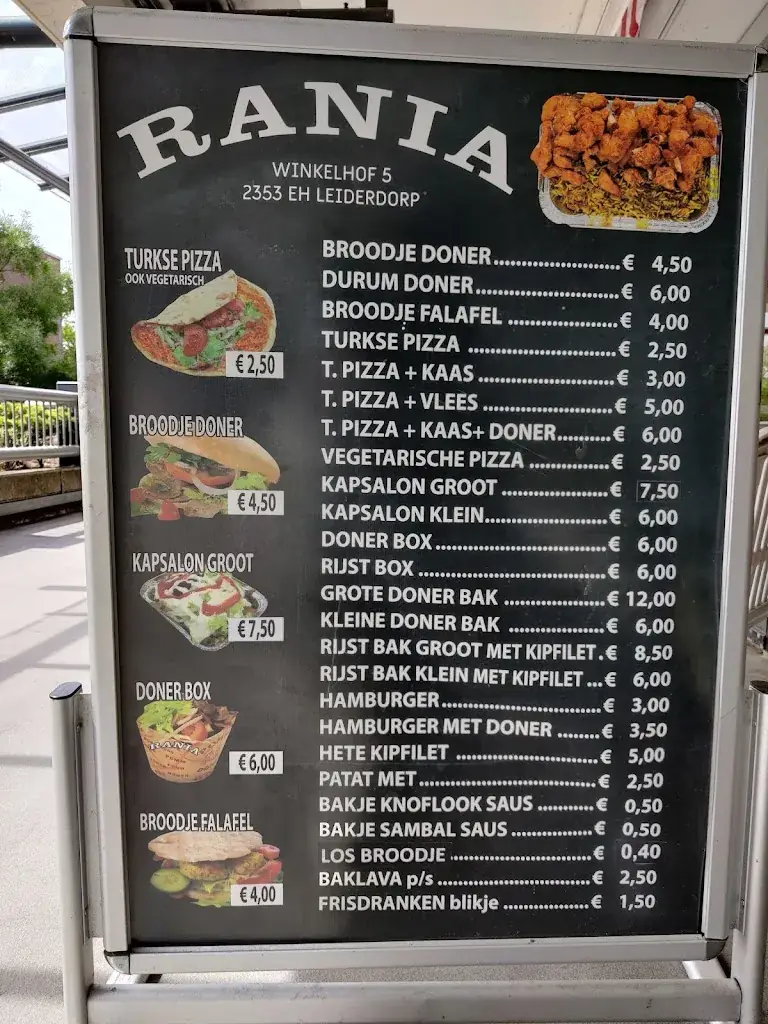 RANIA
WINKELHOF 5
2353 EH LEIDERDORP
TURKSE PIZZA
OOK VEGETARISCH
€ 2,50
BROODJE DONER
€ 4,50
KAPSALON GROOT
€ 7,50
DONER BOX
RANIA
€ 6,00
BROODJE FALAFEL
€ 4,00
BROODJE DONER........................€ 4,50
DURUM DONER...........................€ 6,00
BROODJE FALAFEL .....................€ 4,00
TURKSE PIZZA ............................€ 2,50
T. PIZZA + KAAS..........................€ 3,00
T. PIZZA + VLEES.........................€ 5,00
T. PIZZA + KAAS+ DONER..........€ 6,00
VEGETARISCHE PIZZA ...............€ 2,50
KAPSALON GROOT ....................€ 7,50
KAPSALON KLEIN.......................€ 6,00
DONER BOX................................€ 6,00
RIJST BOX...................................€ 6,00
GROTE DONER BAK ...................€ 12,00
KLEINE DONER BAK ..................€ 6,00
RIJST BAK GROOT MET KIPFILET.€ 8,50
RIJST BAK KLEIN MET KIPFILET ...€ 6,00
HAMBURGER..............................€ 3,00
HAMBURGER MET DONER ........€ 3,50
HETE KIPFILET ..........................€ 5,00
PATAT MET.................................€ 2,50
BAKJE KNOFLOOK SAUS ..........€ 0,50
BAKJE SAMBAL SAUS...............€ 0,50
LOS BROODJE ..........................€ 0,40
BAKLAVA p/s............................€ 2,50
FRISDRANKEN blikje ................€ 1,50